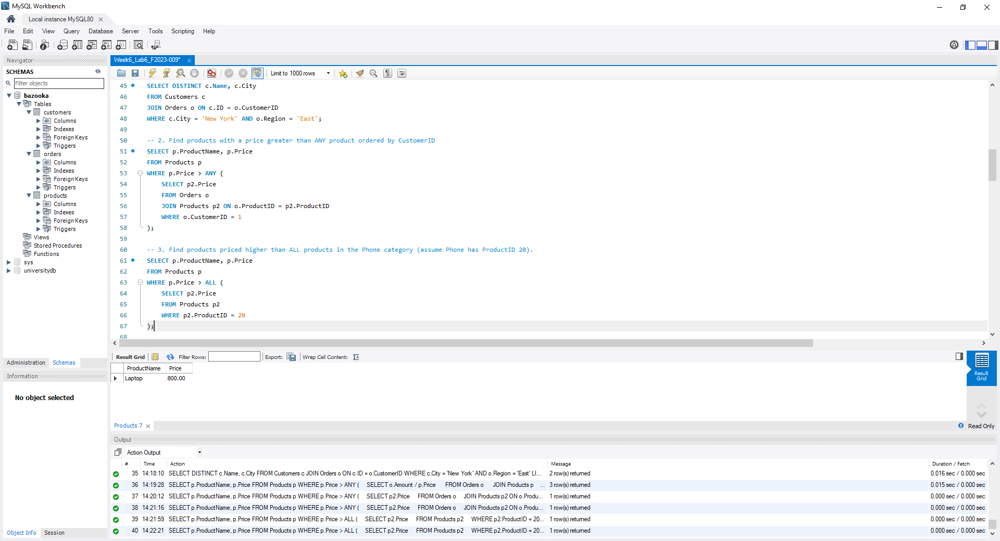 MySQL Workbench
Local instance MySQL80
File Edit View Query Database Server Tools Scripting Help
Navigator
SCHEMAS
Filter objects
bazooka
Tables
customers
Columns
Indexes
Foreign Keys
Triggers
orders
Columns
Indexes
Foreign Keys
Triggers
products
Columns
Indexes
Foreign Keys
Triggers
Views
Stored Procedures
Functions
sys
universitydb
Administration Schemas
Information
No object selected
Object Info Session
Week6_Lab6_F2023-009*
Limit to 1000 rows
45 SELECT DISTINCT c.Name, c.City
46 FROM Customers c
47 JOIN Orders o ON c.ID = o.CustomerID
48 WHERE c.City = 'New York' AND o.Region = 'East';
49
50 -- 2. Find products with a price greater than ANY product ordered by CustomerID
51 SELECT p.ProductName, p.Price
52 FROM Products p
53 WHERE p.Price > ANY (
54 SELECT p2.Price
55 FROM Orders o
56 JOIN Products p2 ON o.ProductID = p2.ProductID
57 WHERE o.CustomerID = 1
58 );
59
60 -- 3. Find products priced higher than ALL products in the Phone category (assume Phone has ProductID 20).
61 SELECT p.ProductName, p.Price
62 FROM Products p
63 WHERE p.Price > ALL (
64 SELECT p2.Price
65 FROM Products p2
66 WHERE p2.ProductID = 20
67 );
68
Result Grid Filter Rows: Export: Wrap Cell Content:
ProductName Price
Laptop 800.00
Result Grid
Products 7
Read Only
Output
Action Output
# Time Action Message Duration / Fetch
35 14:18:10 SELECT DISTINCT c.Name, c.City FROM Customers c JOIN Orders o ON c.ID = o.CustomerID WHERE c.City = 'New York' AND o.Region = 'East' LI... 2 row(s) returned 0.016 sec / 0.000 sec
36 14:19:28 SELECT p.ProductName, p.Price FROM Products p WHERE p.Price > ANY ( SELECT o.Amount / p.Price FROM Orders o JOIN Products p ... 3 row(s) returned 0.015 sec / 0.000 sec
37 14:20:12 SELECT p.ProductName, p.Price FROM Products p WHERE p.Price > ANY ( SELECT p2.Price FROM Orders o JOIN Products p2 ON o.Produ... 1 row(s) returned 0.000 sec / 0.000 sec
38 14:21:16 SELECT p.ProductName, p.Price FROM Products p WHERE p.Price > ANY ( SELECT p2.Price FROM Orders o JOIN Products p2 ON o.Produ... 1 row(s) returned 0.000 sec / 0.000 sec
39 14:21:59 SELECT p.ProductName, p.Price FROM Products p WHERE p.Price > ALL ( SELECT p2.Price FROM Products p2 WHERE p2.ProductID = 20... 1 row(s) returned 0.000 sec / 0.000 sec
40 14:22:21 SELECT p.ProductName, p.Price FROM Products p WHERE p.Price > ALL ( SELECT p2.Price FROM Products p2 WHERE p2.ProductID = 20... 1 row(s) returned 0.000 sec / 0.000 sec